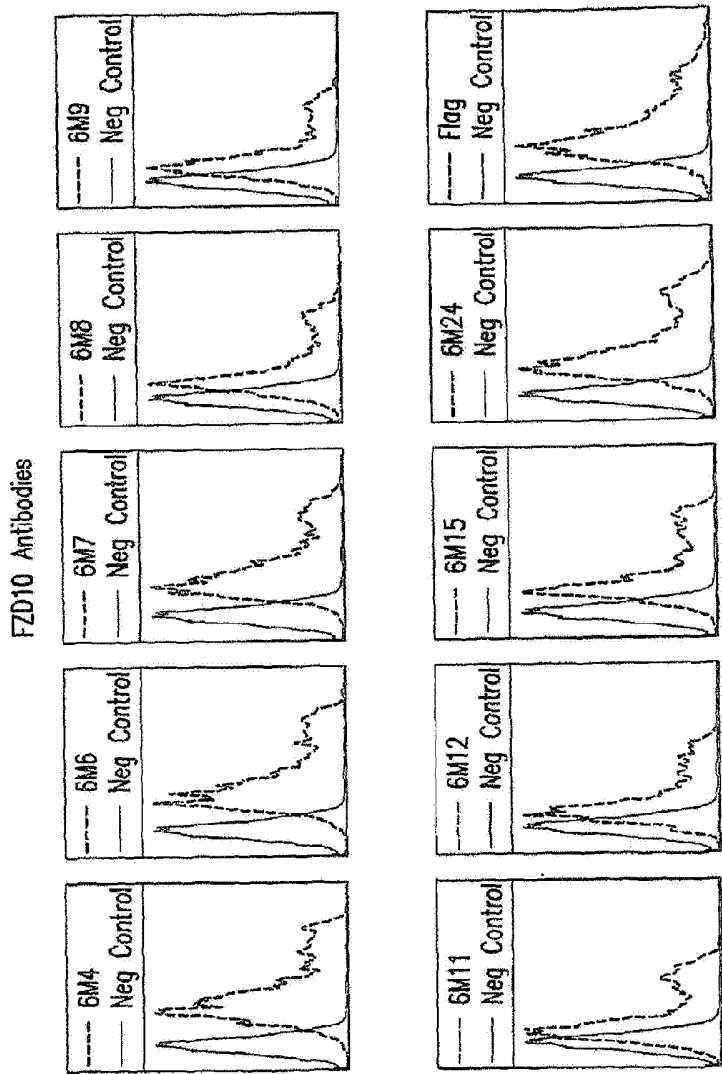 FZD10 Antibodies
6M4
Neg Control
6M6
Neg Control
6M7
Neg Control
6M8
Neg Control
6M9
Neg Control
6M11
Neg Control
6M12
Neg Control
6M15
Neg Control
6M24
Neg Control
Flag
Neg Control